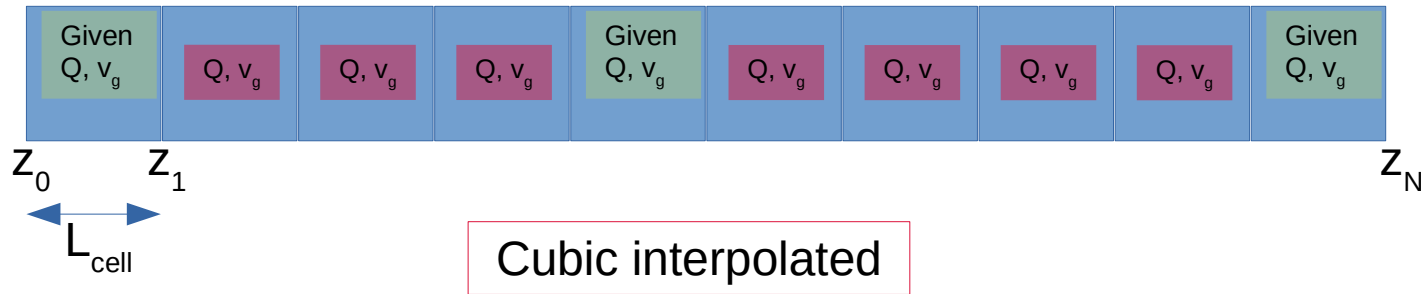 Given
Q, vg
Q, vg
Q, vg
Q, vg
Given
Q, vg
Q, vg
Q, vg
Q, vg
Q, vg
Given
Q, vg
z0
z1
zN
Lcell
Cubic interpolated